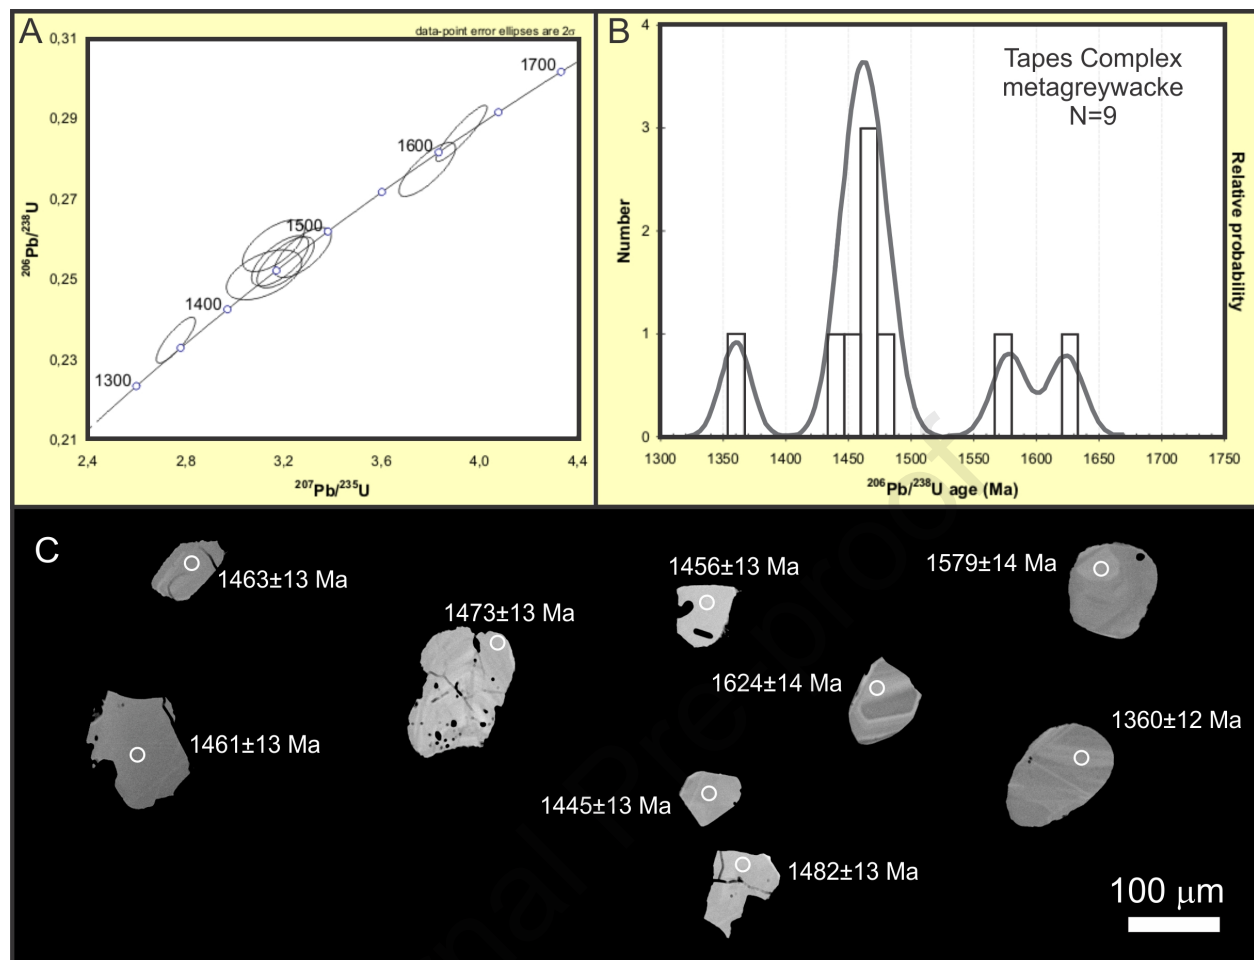 A
data-point error ellipses are 2σ
0,31
0,29
0,27
0,25
0,23
0,21
206Pb/238U
1700
1600
1500
1400
1300
2,4 2,8 3,2 3,6 4,0 4,4
207Pb/235U
B
Tapes Complex
metagreywacke
N=9
4
3
2
1
0
Number
Relative probability
1300 1350 1400 1450 1500 1550 1600 1650 1700 1750
206Pb/238U age (Ma)
C
1463±13 Ma
1473±13 Ma
1461±13 Ma
1456±13 Ma
1579±14 Ma
1624±14 Ma
1360±12 Ma
1445±13 Ma
1482±13 Ma
100 μm
nal Pre-proof